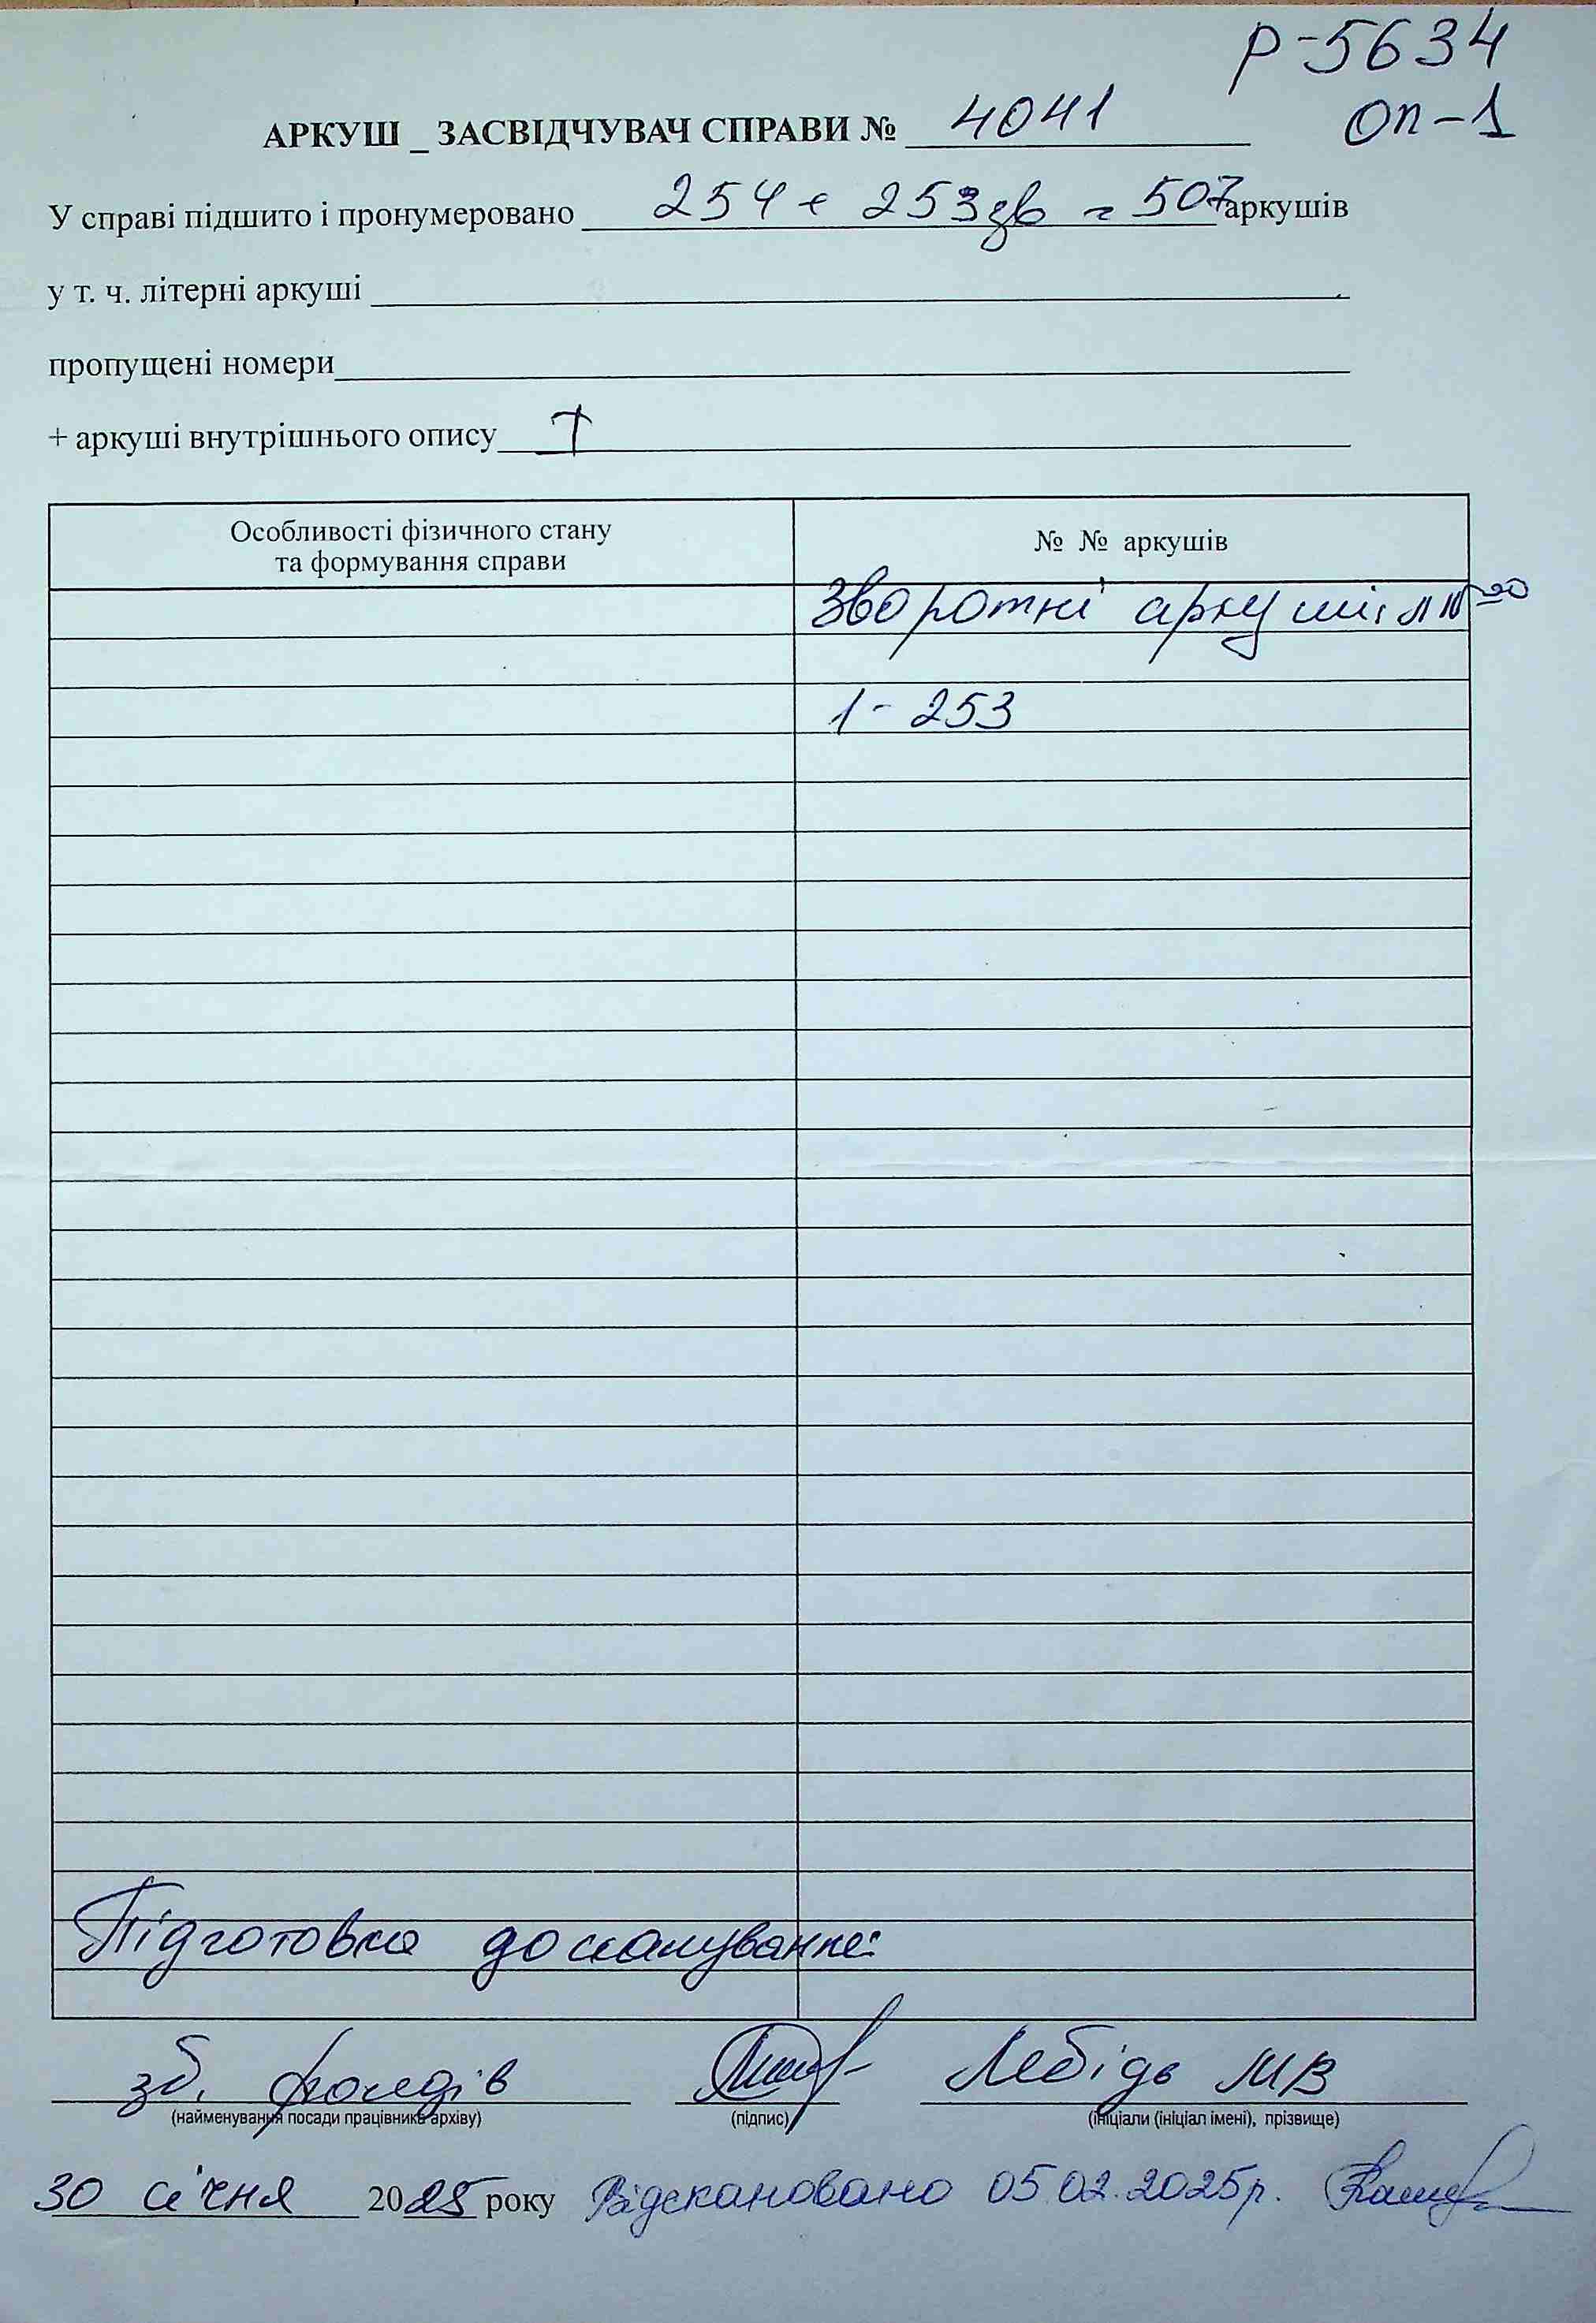 Р-5634
оп-1
АРКУШ _ ЗАСВІДЧУВАЧ СПРАВИ № 4041
У справі підшито і пронумеровано 254 + 253зв = 507 аркушів
у т. ч. літерні аркуші
пропущені номери
+ аркуші внутрішнього опису
Особливості фізичного стану
та формування справи
№ № аркушів
Зворотні аркуші:
1-253
Підготовка до сканування:
зб. фондів
Лебідь МВ
(найменування посади працівника архіву)
(підпис)
(ініціали (ініціал імені), прізвище)
30 січня 2025 року Відскановано 05.02.2025р.